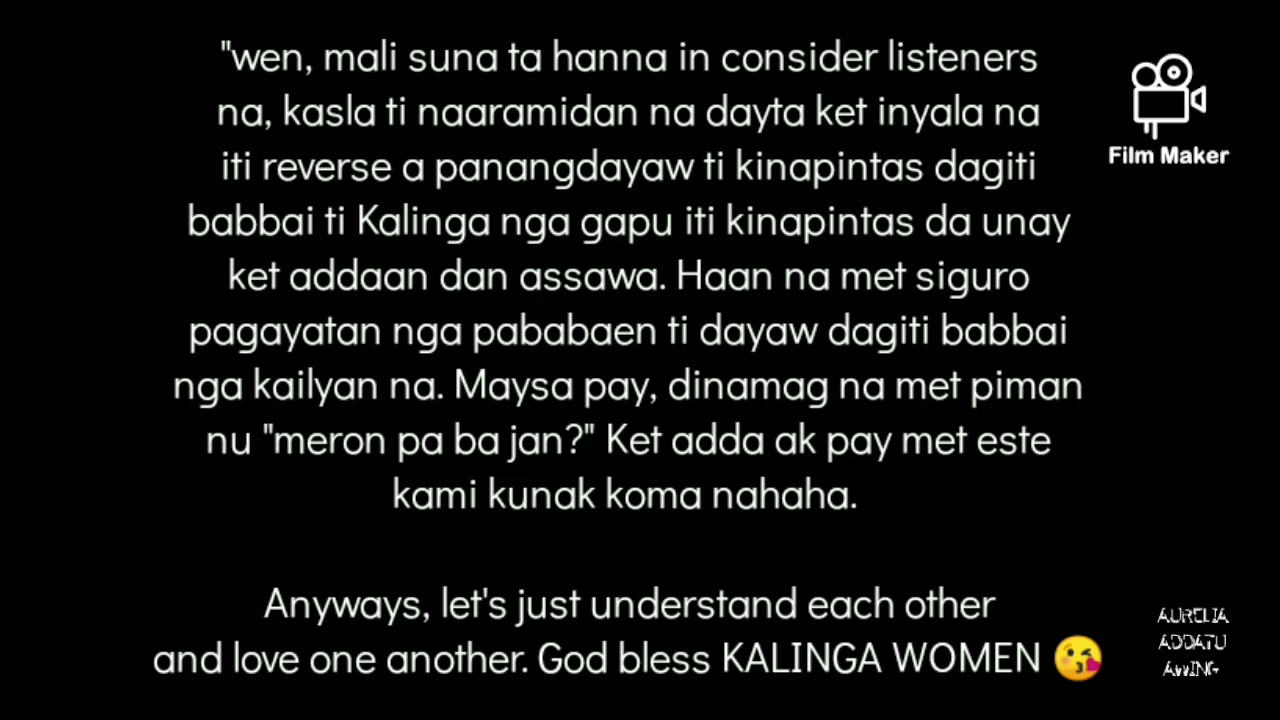 "wen, mali suna ta hanna in consider listeners
na, kasla ti naaramidan na dayta ket inyala na
iti reverse a panangdayaw ti kinapintas dagiti
babbai ti Kalinga nga gapu iti kinapintas da unay
ket addaan dan assawa. Haan na met siguro
pagayatan nga pababaen ti dayaw dagiti babbai
nga kailyan na. Maysa pay, dinamag na met piman
nu "meron pa ba jan?" Ket adda ak pay met este
kami kunak koma nahaha.
Anyways, let's just understand each other
and love one another. God bless KALINGA WOMEN 😘
Film Maker
AURELIA
ADDATU
AWING